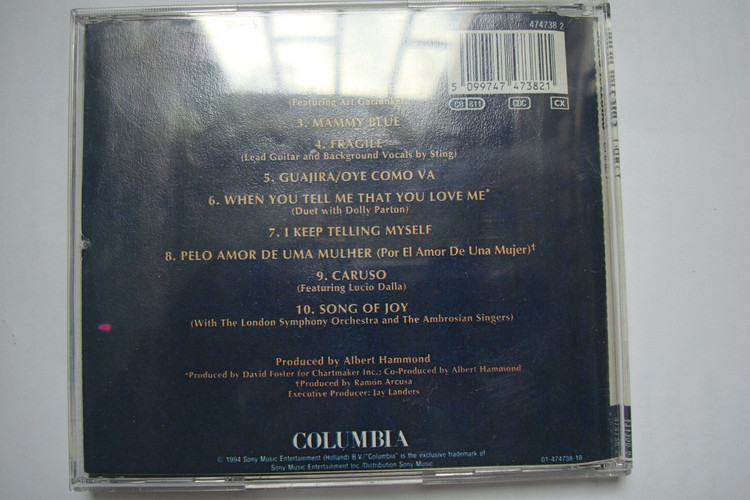 474738 2
5 099747 473821
CB 811
CDC
CX
(Featuring Art Garfunkel)
3. MAMMY BLUE
4. FRAGILE
(Lead Guitar and Background Vocals by Sting)
5. GUAJIRA/OYE COMO VA
6. WHEN YOU TELL ME THAT YOU LOVE ME*
(Duet with Dolly Parton)
7. I KEEP TELLING MYSELF
8. PELO AMOR DE UMA MULHER (Por El Amor De Una Mujer)†
9. CARUSO
(Featuring Lucio Dalla)
10. SONG OF JOY
(With The London Symphony Orchestra and The Ambrosian Singers)
Produced by Albert Hammond
*Produced by David Foster for Chartmaker Inc.; Co-Produced by Albert Hammond
†Produced by Ramón Arcusa
Executive Producer: Jay Landers
COLUMBIA
© 1994 Sony Music Entertainment (Holland) B.V./"Columbia" is the exclusive trademark of
Sony Music Entertainment Inc./Distribution Sony Music
01-474738-10